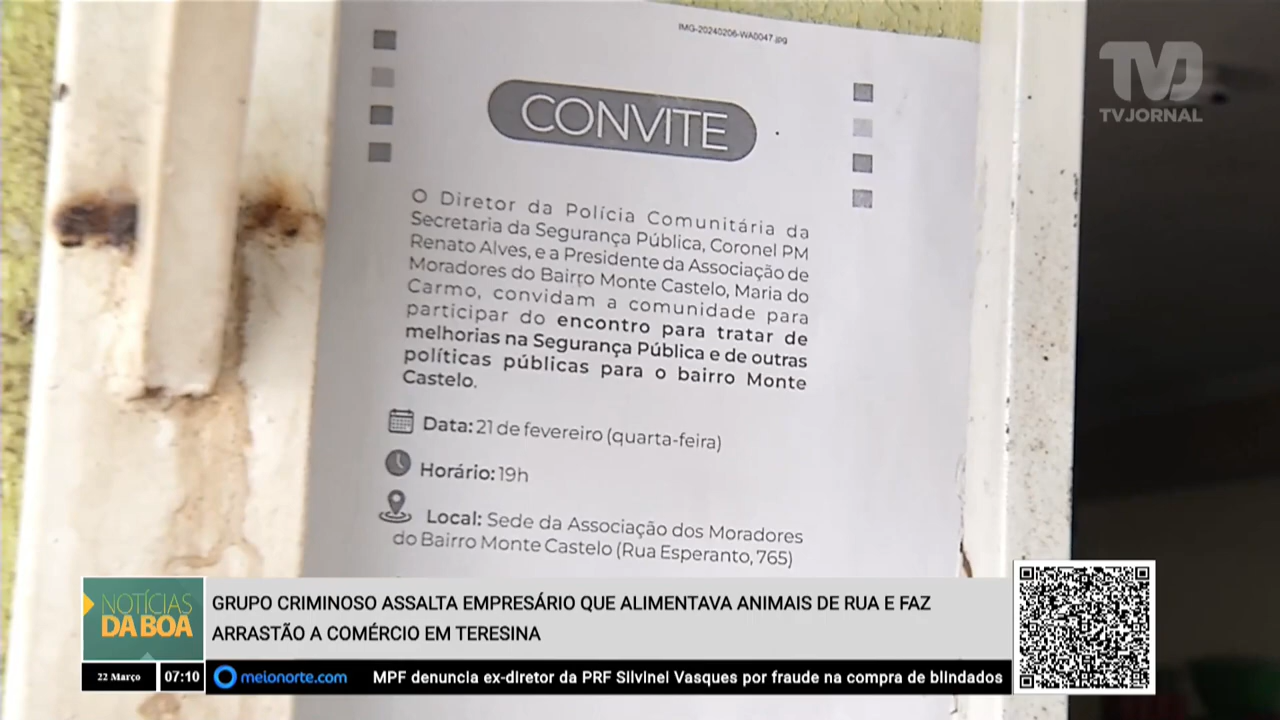 IMG-20240206-WA0047.jpg
TVJ
TV JORNAL
CONVITE
O Diretor da Polícia Comunitária da
Secretaria da Segurança Pública, Coronel PM
Renato Alves, e a Presidente da Associação de
Moradores do Bairro Monte Castelo, Maria do
Carmo, convidam a comunidade para
participar do encontro para tratar de
melhorias na Segurança Pública e de outras
políticas públicas para o bairro Monte
Castelo.
Data: 21 de fevereiro (quarta-feira)
Horário: 19h
Local: Sede da Associação dos Moradores
do Bairro Monte Castelo (Rua Esperanto, 765)
NOTÍCIAS
DA BOA
GRUPO CRIMINOSO ASSALTA EMPRESÁRIO QUE ALIMENTAVA ANIMAIS DE RUA E FAZ
ARRASTÃO A COMÉRCIO EM TERESINA
22 Março 07:10 meionorte.com MPF denuncia ex-diretor da PRF Silvinei Vasques por fraude na compra de blindados